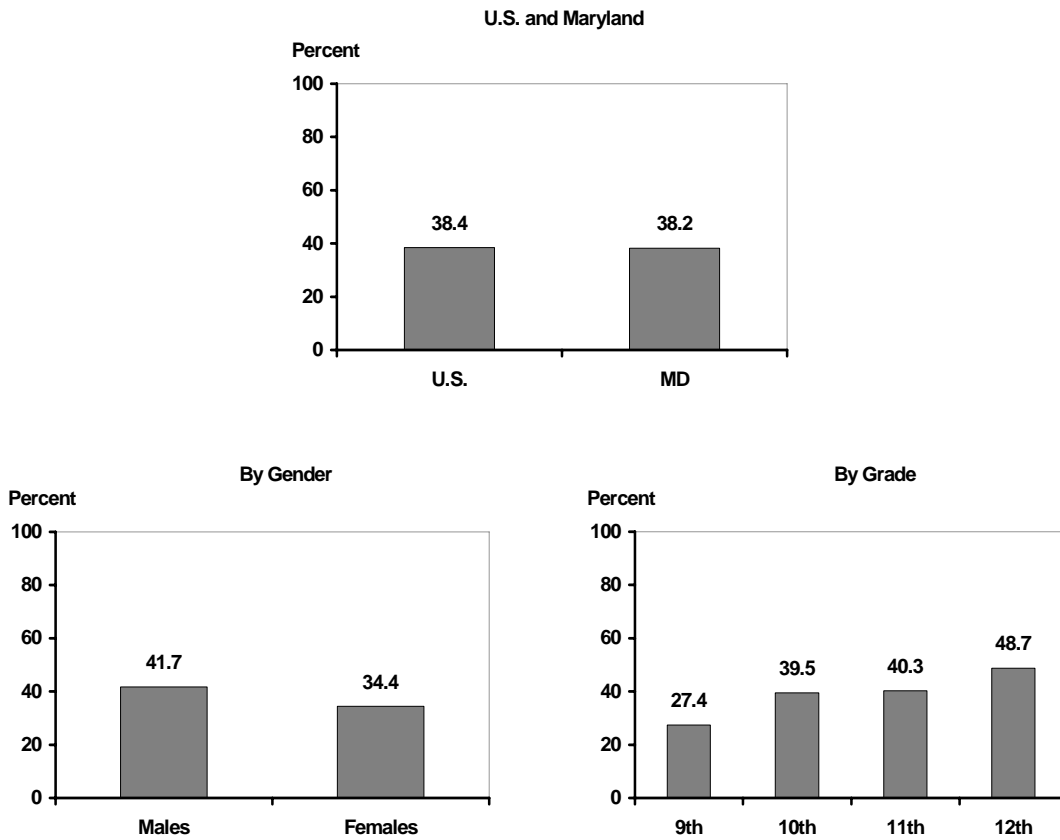 U.S. and Maryland
Percent
100
80
60
40
20
0
38.4
38.2
U.S.
MD
By Gender
Percent
100
80
60
40
20
0
41.7
34.4
Males
Females
By Grade
Percent
100
80
60
40
20
0
27.4
39.5
40.3
48.7
9th
10th
11th
12th